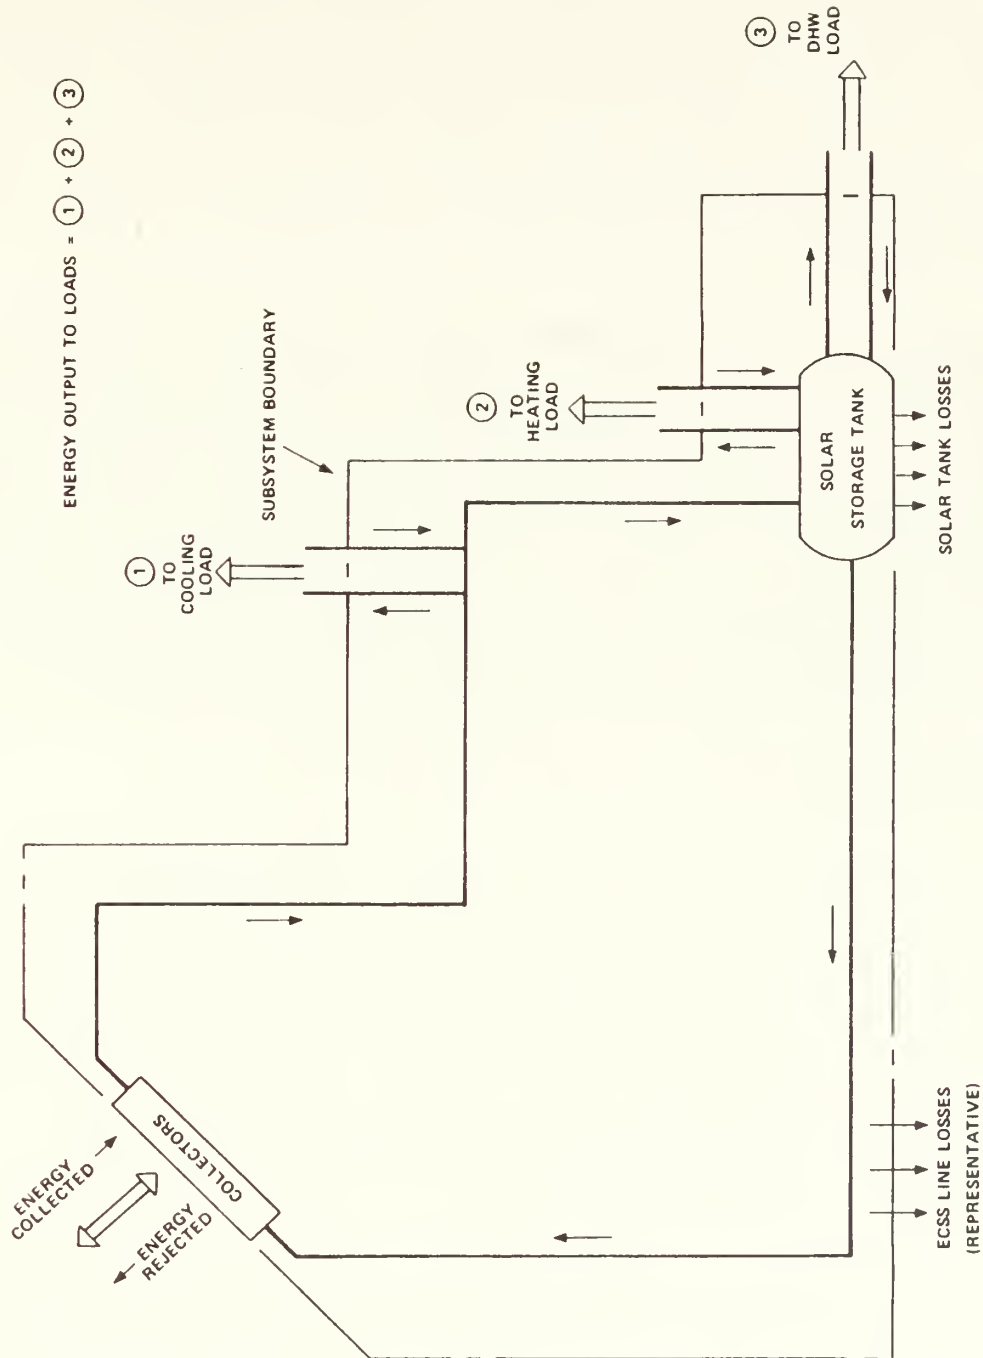 ENERGY OUTPUT TO LOADS = 1 + 2 + 3
ENERGY
COLLECTED
ENERGY
REJECTED
COLLECTORS
1
TO
COOLING
LOAD
SUBSYSTEM BOUNDARY
2
TO
HEATING
LOAD
3
TO
DHW
LOAD
SOLAR
STORAGE TANK
ECSS LINE LOSSES
(REPRESENTATIVE)
SOLAR TANK LOSSES